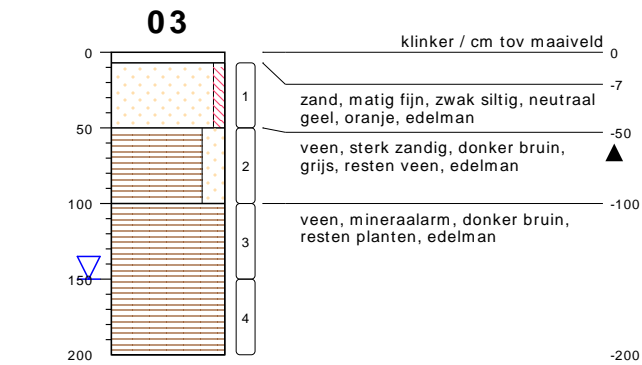 03
klinker / cm tov maaiveld
0
0
-7
1
zand, matig fijn, zwak siltig, neutraal
geel, oranje, edelman
50
-50
veen, sterk zandig, donker bruin,
grijs, resten veen, edelman
2
100
-100
veen, mineraalarm, donker bruin,
resten planten, edelman
3
150
4
200
-200